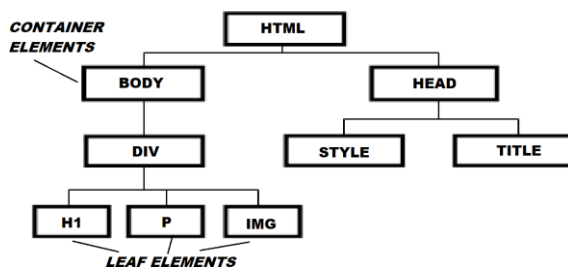 CONTAINER
ELEMENTS
HTML
BODY
HEAD
DIV
STYLE
TITLE
H1
P
IMG
LEAF ELEMENTS